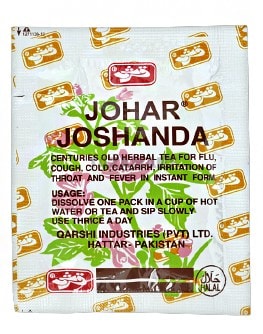 قرشی
JOHAR®
JOSHANDA
CENTURIES OLD HERBAL TEA FOR FLU,
COUGH, COLD, CATARRH, IRRITATION OF
THROAT AND FEVER IN INSTANT FORM
USAGE:
DISSOLVE ONE PACK IN A CUP OF HOT
WATER OR TEA AND SIP SLOWLY
USE THRICE A DAY
QARSHI INDUSTRIES (PVT) LTD.
HATTAR - PAKISTAN
حلال
HALAL